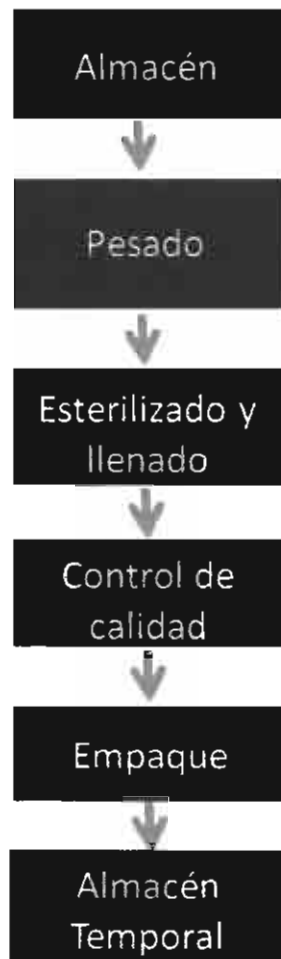 Almacén
Pesado
Esterilizado y
llenado
Control de
calidad
Empaque
Almacén
Temporal